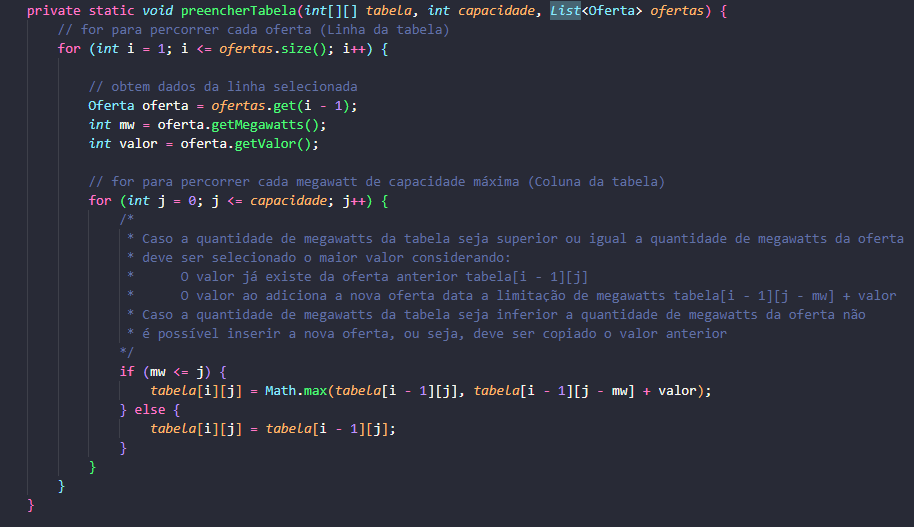 private static void preencherTabela(int[][] tabela, int capacidade, List<Oferta> ofertas) {
// for para percorrer cada oferta (Linha da tabela)
for (int i = 1; i <= ofertas.size(); i++) {
// obtem dados da linha selecionada
Oferta oferta = ofertas.get(i - 1);
int mw = oferta.getMegawatts();
int valor = oferta.getValor();
// for para percorrer cada megawatt de capacidade máxima (Coluna da tabela)
for (int j = 0; j <= capacidade; j++) {
/*
* Caso a quantidade de megawatts da tabela seja superior ou igual a quantidade de megawatts da oferta
* deve ser selecionado o maior valor considerando:
* O valor já existe da oferta anterior tabela[i - 1][j]
* O valor ao adiciona a nova oferta data a limitação de megawatts tabela[i - 1][j - mw] + valor
* Caso a quantidade de megawatts da tabela seja inferior a quantidade de megawatts da oferta não
* é possível inserir a nova oferta, ou seja, deve ser copiado o valor anterior
*/
if (mw <= j) {
tabela[i][j] = Math.max(tabela[i - 1][j], tabela[i - 1][j - mw] + valor);
} else {
tabela[i][j] = tabela[i - 1][j];
}
}
}
}